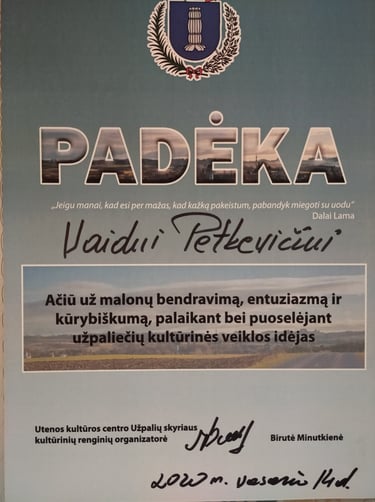 PADĖKA
„Jeigu manai, kad esi per mažas, kad kažką pakeistum, pabandyk miegoti su uodu“
Dalai Lama
Vaidui Petkevičiui
Ačiū už malonų bendravimą, entuziazmą ir
kūrybiškumą, palaikant bei puoselėjant
užpaliečių kultūrinės veiklos idėjas
Utenos kultūros centro Užpalių skyriaus
kultūrinių renginių organizatorė
Birutė Minutkienė
2020 m. vasario 14 d.